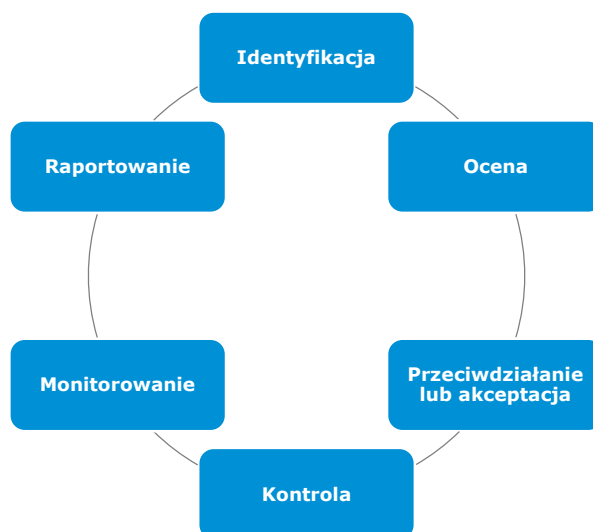 Identyfikacja
Ocena
Przeciwdziałanie
lub akceptacja
Kontrola
Monitorowanie
Raportowanie